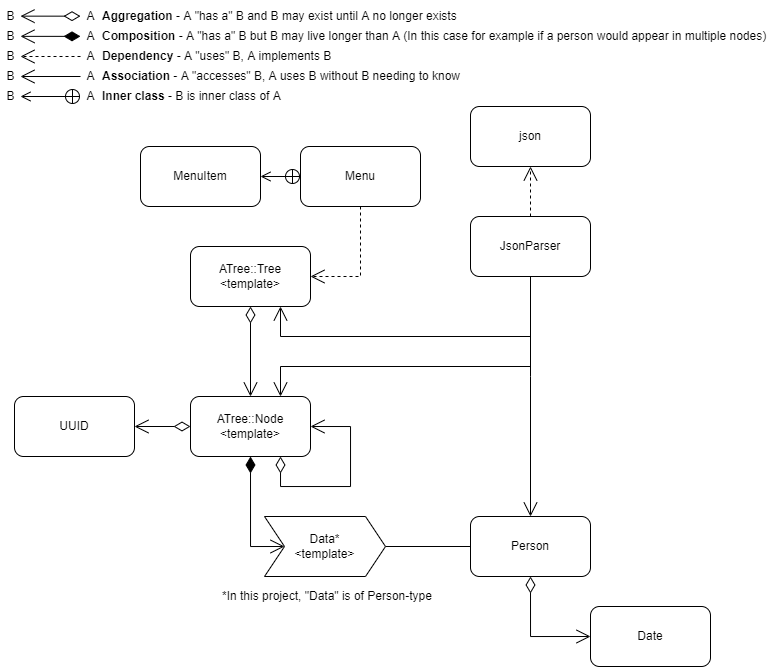 B A Aggregation - A "has a" B and B may exist until A no longer exists
B A Composition - A "has a" B but B may live longer than A (In this case for example if a person would appear in multiple nodes)
B A Dependency - A "uses" B, A implements B
B A Association - A "accesses" B, A uses B without B needing to know
B A Inner class - B is inner class of A
json
MenuItem
Menu
JsonParser
ATree::Tree
<template>
UUID
ATree::Node
<template>
Data*
<template>
Person
*In this project, "Data" is of Person-type
Date